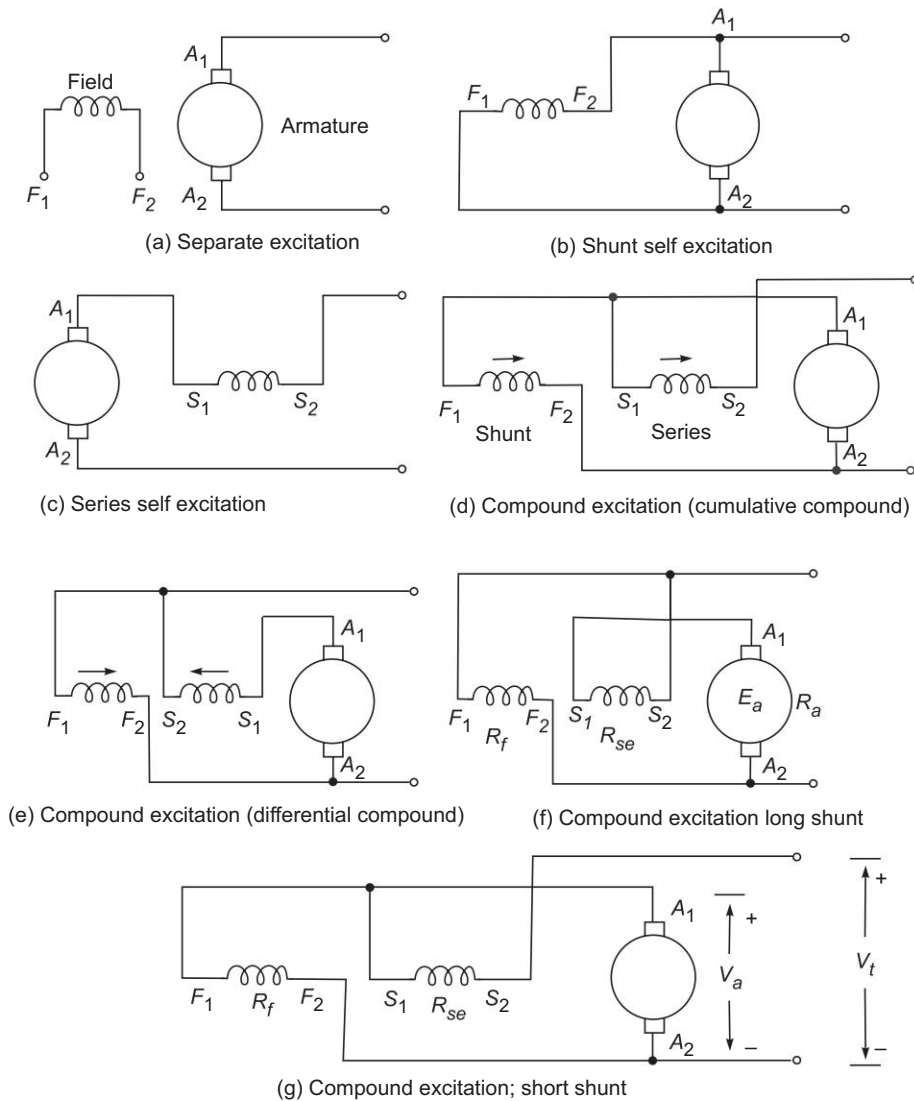 A1
Field
F1
F2
A1
Armature
A2
(a) Separate excitation
A1
F1
F2
A2
(b) Shunt self excitation
A1
S1
S2
A2
(c) Series self excitation
A1
F1
F2
Shunt
S1
S2
Series
A2
(d) Compound excitation (cumulative compound)
A1
F1
F2
S2
S1
A2
(e) Compound excitation (differential compound)
A1
F1
F2
Rf
S1
S2
Rse
Ea
Ra
A2
(f) Compound excitation long shunt
A1
F1
Rf
F2
S1
Rse
S2
A2
+
Va
–
+
Vt
–
(g) Compound excitation; short shunt